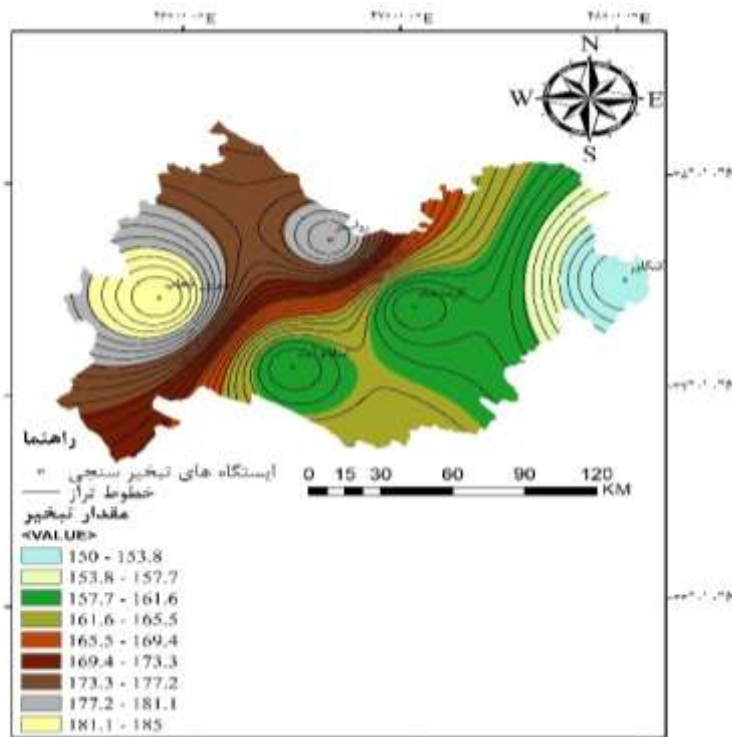 N
W E
S
راهنما
ایستگاه های تبخیر سنجی
خطوط تراز
مقدار تبخیر
<VALUE>
150 - 153.8
153.8 - 157.7
157.7 - 161.6
161.6 - 165.5
165.5 - 169.4
169.4 - 173.3
173.3 - 177.2
177.2 - 181.1
181.1 - 185
0 15 30 60 90 120
KM
کنگاور